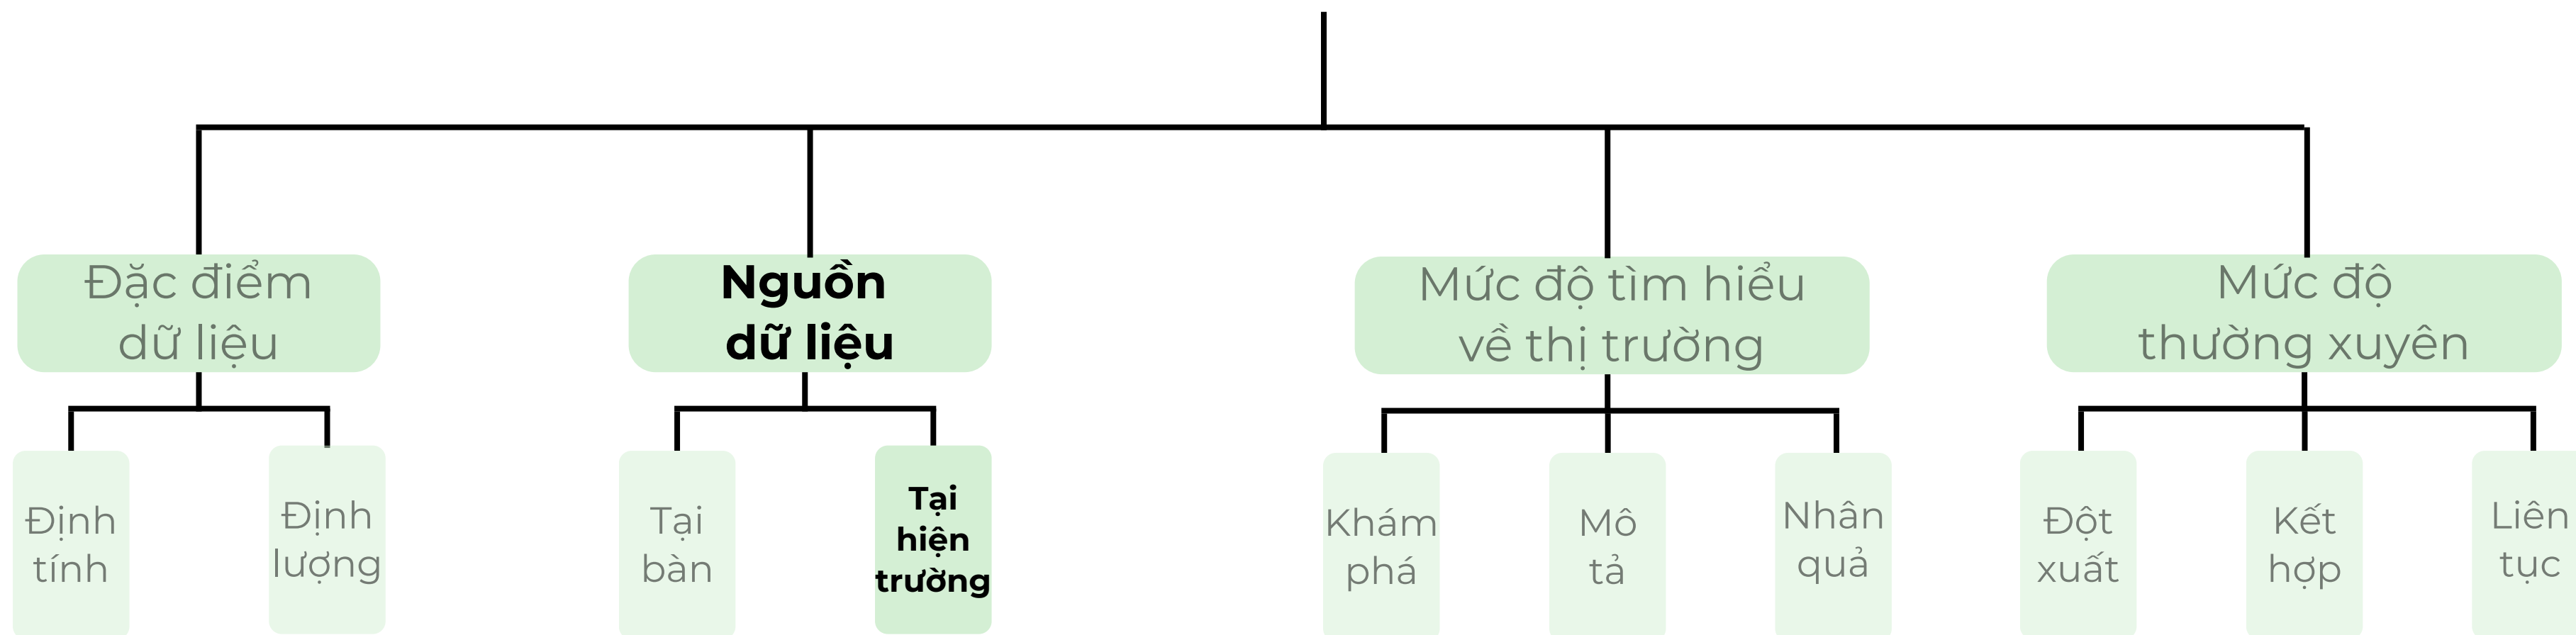 Đặc điểm
dữ liệu
Nguồn
dữ liệu
Mức độ tìm hiểu
về thị trường
Mức độ
thường xuyên
Định
tính
Định
lượng
Tại
bàn
Tại
hiện
trường
Khám
phá
Mô
tả
Nhân
quả
Đột
xuất
Kết
hợp
Liên
tục